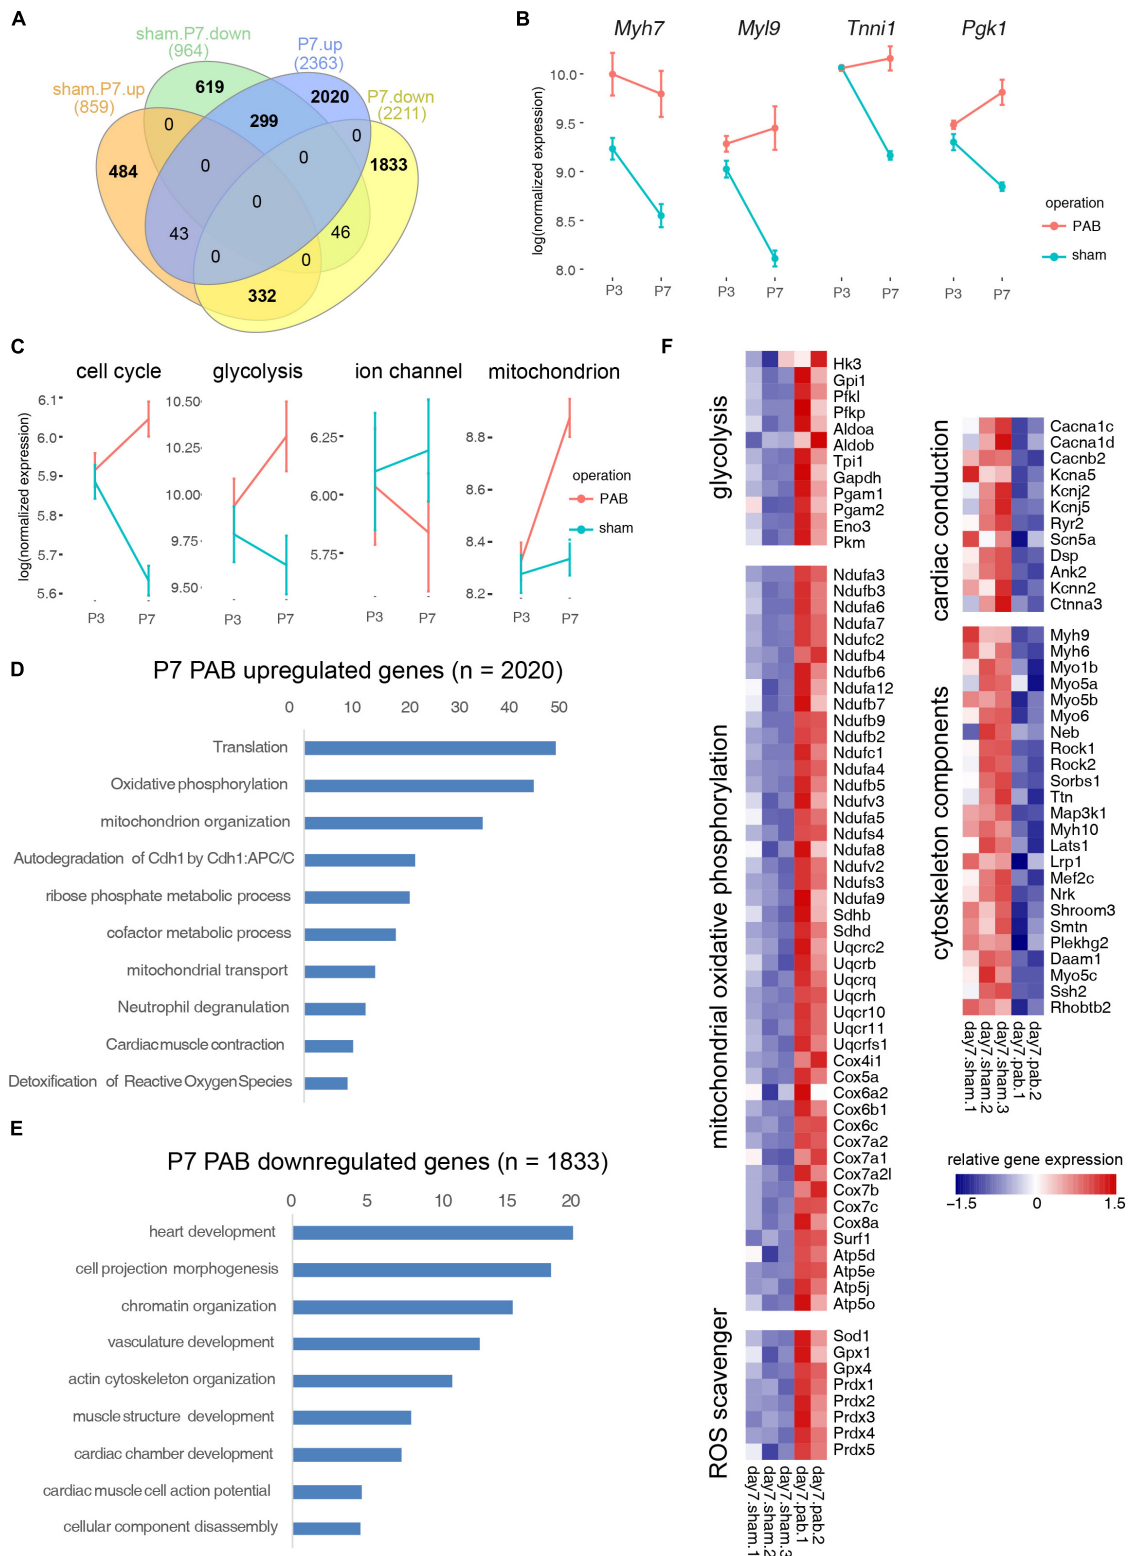 A
sham.P7.down
(964)
P7.up
(2363)
sham.P7.up
(859)
P7.down
(2211)
619
2020
0
299
0
484
0
0
1833
0
43
46
0
0
332
B
Myh7
Myl9
Tnni1
Pgk1
log(normalized expression)
10.0
9.5
9.0
8.5
8.0
P3
P7
P3
P7
P3
P7
P3
P7
operation
PAB
sham
C
cell cycle
glycolysis
ion channel
mitochondrion
log(normalized expression)
6.1
6.0
5.9
5.8
5.7
5.6
10.50
10.25
10.00
9.75
9.50
6.25
6.00
5.75
8.8
8.6
8.4
8.2
P3
P7
P3
P7
P3
P7
P3
P7
operation
PAB
sham
D
P7 PAB upregulated genes (n = 2020)
0 10 20 30 40 50
Translation
Oxidative phosphorylation
mitochondrion organization
Autodegradation of Cdh1 by Cdh1:APC/C
ribose phosphate metabolic process
cofactor metabolic process
mitochondrial transport
Neutrophil degranulation
Cardiac muscle contraction
Detoxification of Reactive Oxygen Species
E
P7 PAB downregulated genes (n = 1833)
0 5 10 15 20
heart development
cell projection morphogenesis
chromatin organization
vasculature development
actin cytoskeleton organization
muscle structure development
cardiac chamber development
cardiac muscle cell action potential
cellular component disassembly
F
glycolysis
Hk3
Gpi1
Pfkl
Pfkp
Aldoa
Aldob
Tpi1
Gapdh
Pgam1
Pgam2
Eno3
Pkm
mitochondrial oxidative phosphorylation
Ndufa3
Ndufb3
Ndufa6
Ndufa7
Ndufc2
Ndufb4
Ndufb6
Ndufa12
Ndufb7
Ndufb9
Ndufb2
Ndufc1
Ndufa4
Ndufb5
Ndufv3
Ndufa5
Ndufs4
Ndufa8
Ndufv2
Ndufs3
Ndufa9
Sdhb
Sdhd
Uqcrc2
Uqcrb
Uqcrq
Uqcrh
Uqcr10
Uqcr11
Uqcrfs1
Cox4i1
Cox5a
Cox6a2
Cox6b1
Cox6c
Cox7a2
Cox7a1
Cox7a2l
Cox7b
Cox7c
Cox8a
Surf1
Atp5d
Atp5e
Atp5j
Atp5o
ROS scavenger
Sod1
Gpx1
Gpx4
Prdx1
Prdx2
Prdx3
Prdx4
Prdx5
day7.sham.1
day7.sham.2
day7.sham.3
day7.pab.1
day7.pab.2
cardiac conduction
Cacna1c
Cacna1d
Cacnb2
Kcna5
Kcnj2
Kcnj5
Ryr2
Scn5a
Dsp
Ank2
Kcnn2
Ctnna3
cytoskeleton components
Myh9
Myh6
Myo1b
Myo5a
Myo5b
Myo6
Neb
Rock1
Rock2
Sorbs1
Ttn
Map3k1
Myh10
Lats1
Lrp1
Mef2c
Nrk
Shroom3
Smtn
Plekhg2
Daam1
Myo5c
Ssh2
Rhobtb2
day7.sham.1
day7.sham.2
day7.sham.3
day7.pab.1
day7.pab.2
relative gene expression
−1.5 0 1.5